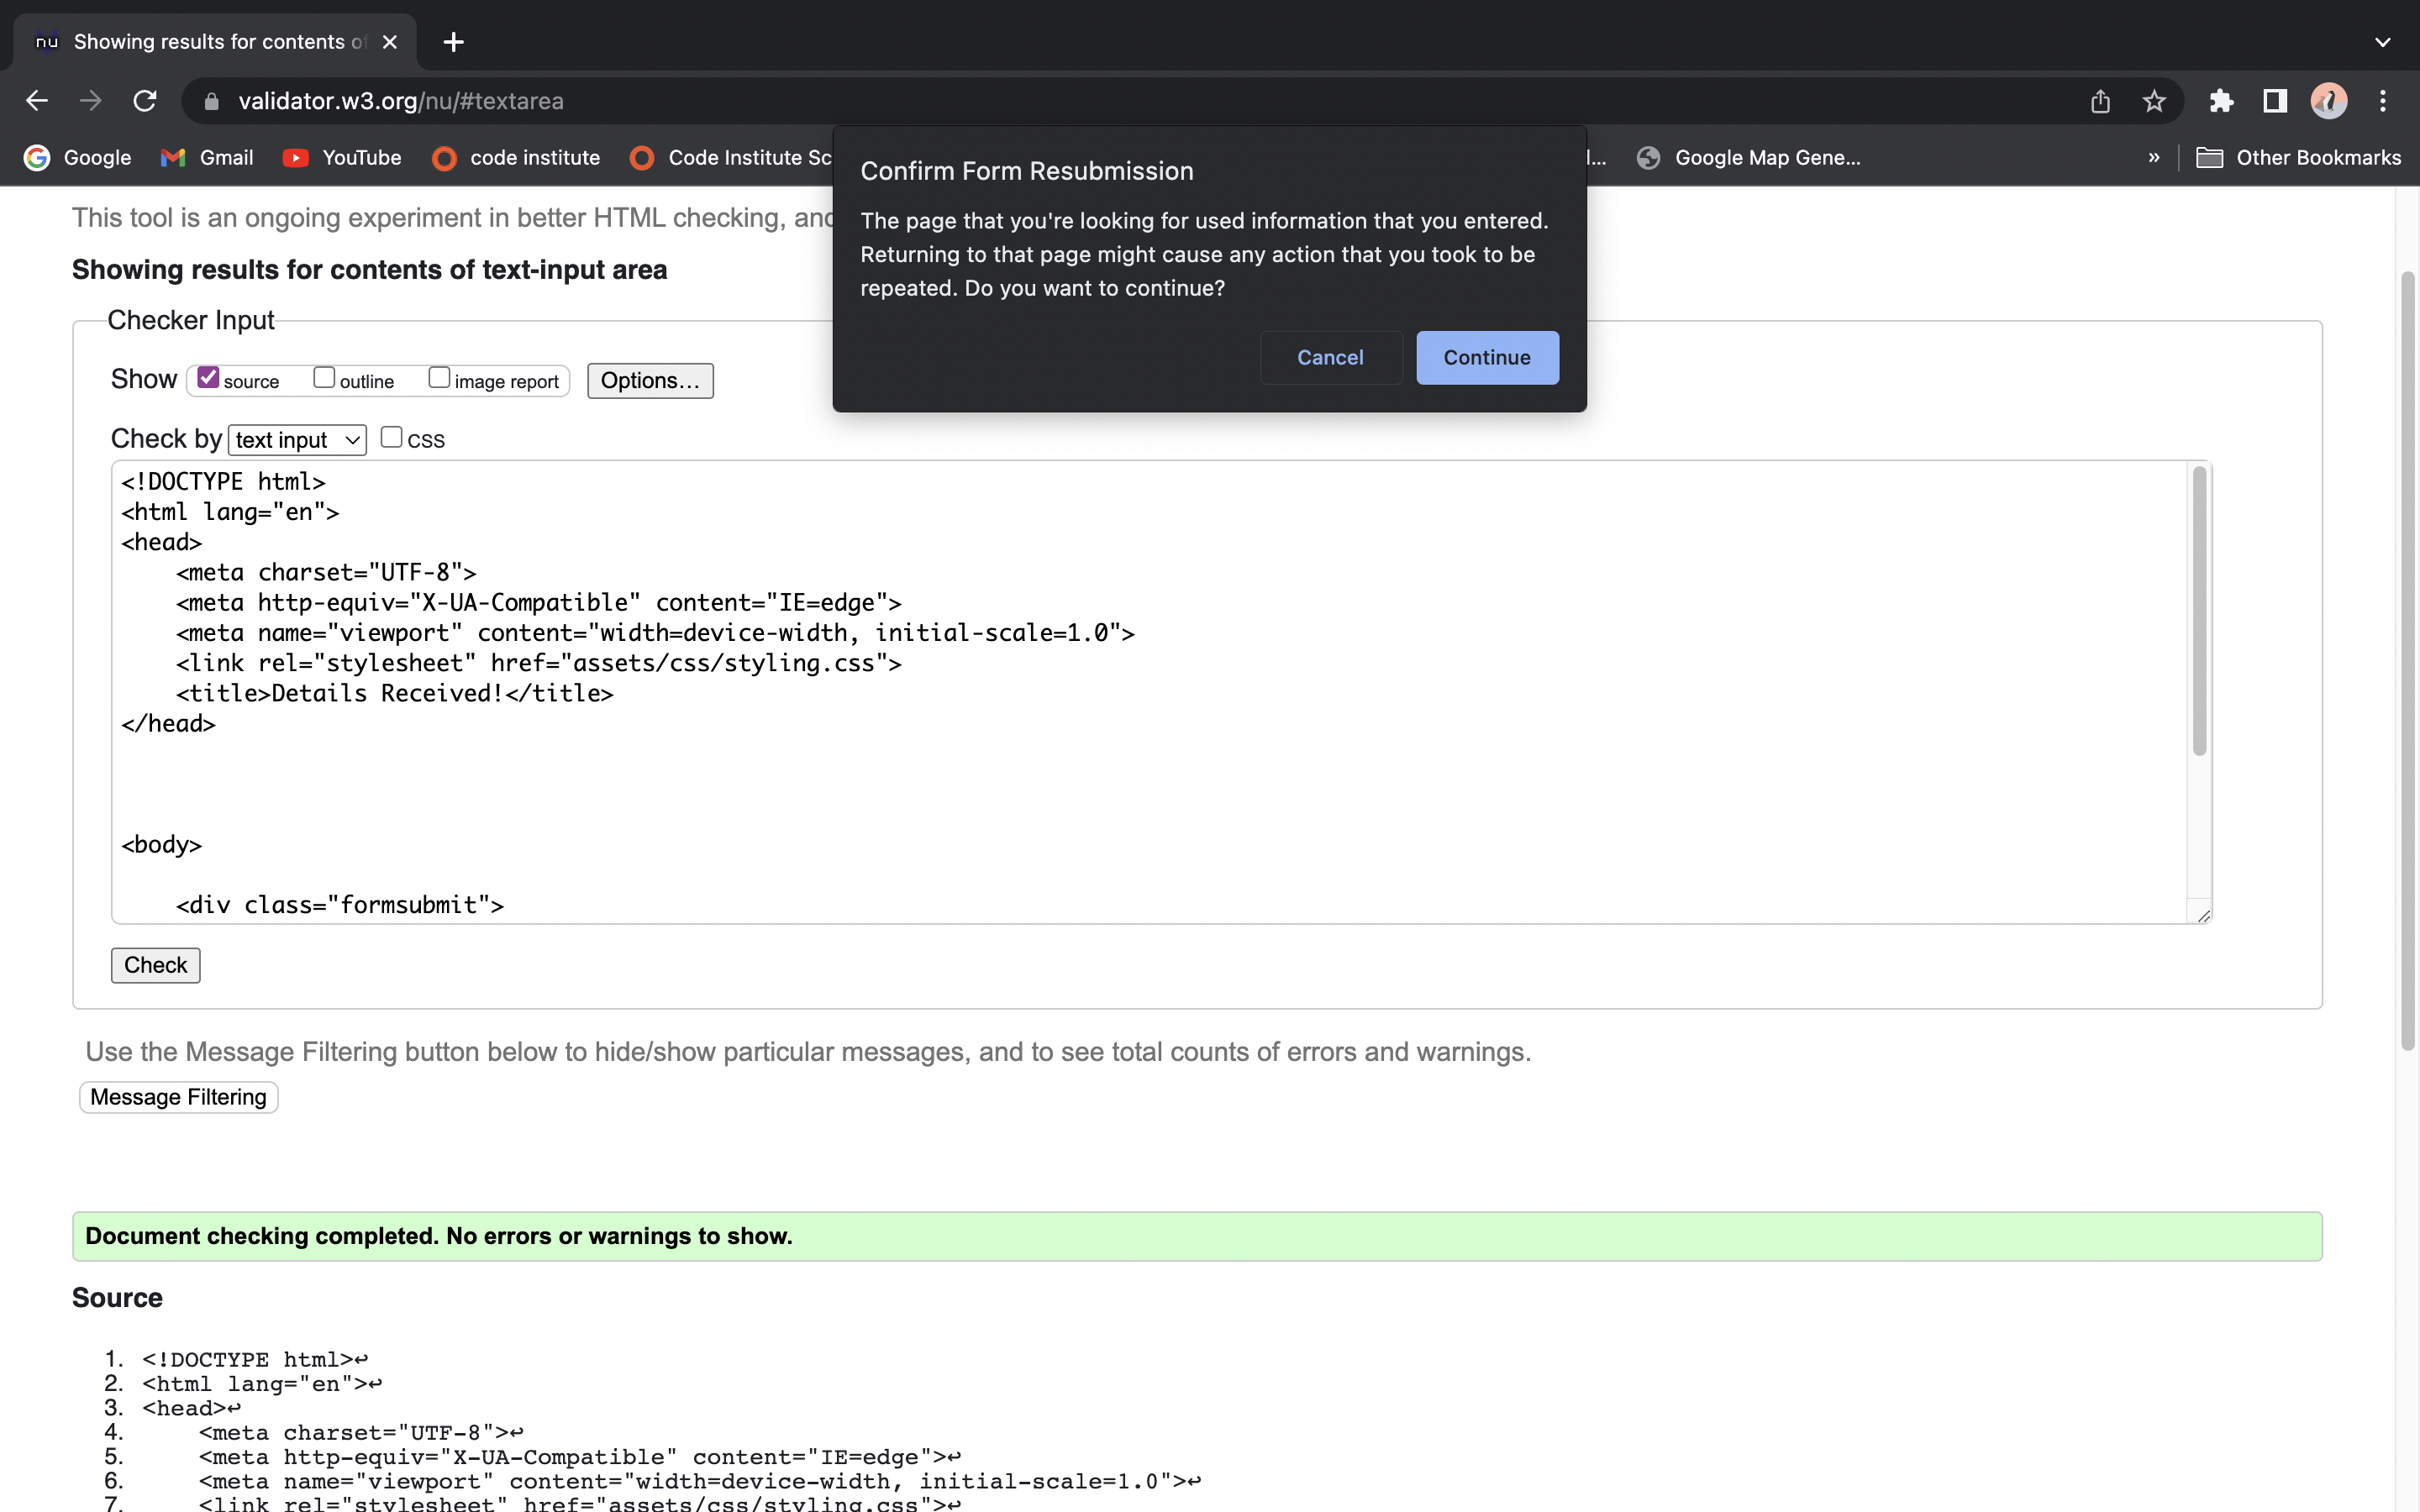 nu Showing results for contents of
validator.w3.org/nu/#textarea
Google Gmail YouTube code institute Code Institute Sc l... Google Map Gene... » Other Bookmarks
Confirm Form Resubmission
The page that you're looking for used information that you entered.
Returning to that page might cause any action that you took to be
repeated. Do you want to continue?
Cancel Continue
This tool is an ongoing experiment in better HTML checking, and
Showing results for contents of text-input area
Checker Input
Show source outline image report Options...
Check by text input CSS
<!DOCTYPE html>
<html lang="en">
<head>
    <meta charset="UTF-8">
    <meta http-equiv="X-UA-Compatible" content="IE=edge">
    <meta name="viewport" content="width=device-width, initial-scale=1.0">
    <link rel="stylesheet" href="assets/css/styling.css">
    <title>Details Received!</title>
</head>
<body>
    <div class="formsubmit">
Check
Use the Message Filtering button below to hide/show particular messages, and to see total counts of errors and warnings.
Message Filtering
Document checking completed. No errors or warnings to show.
Source
1. <!DOCTYPE html>↩
2. <html lang="en">↩
3. <head>↩
4.     <meta charset="UTF-8">↩
5.     <meta http-equiv="X-UA-Compatible" content="IE=edge">↩
6.     <meta name="viewport" content="width=device-width, initial-scale=1.0">↩
7.     <link rel="stylesheet" href="assets/css/styling.css">↩